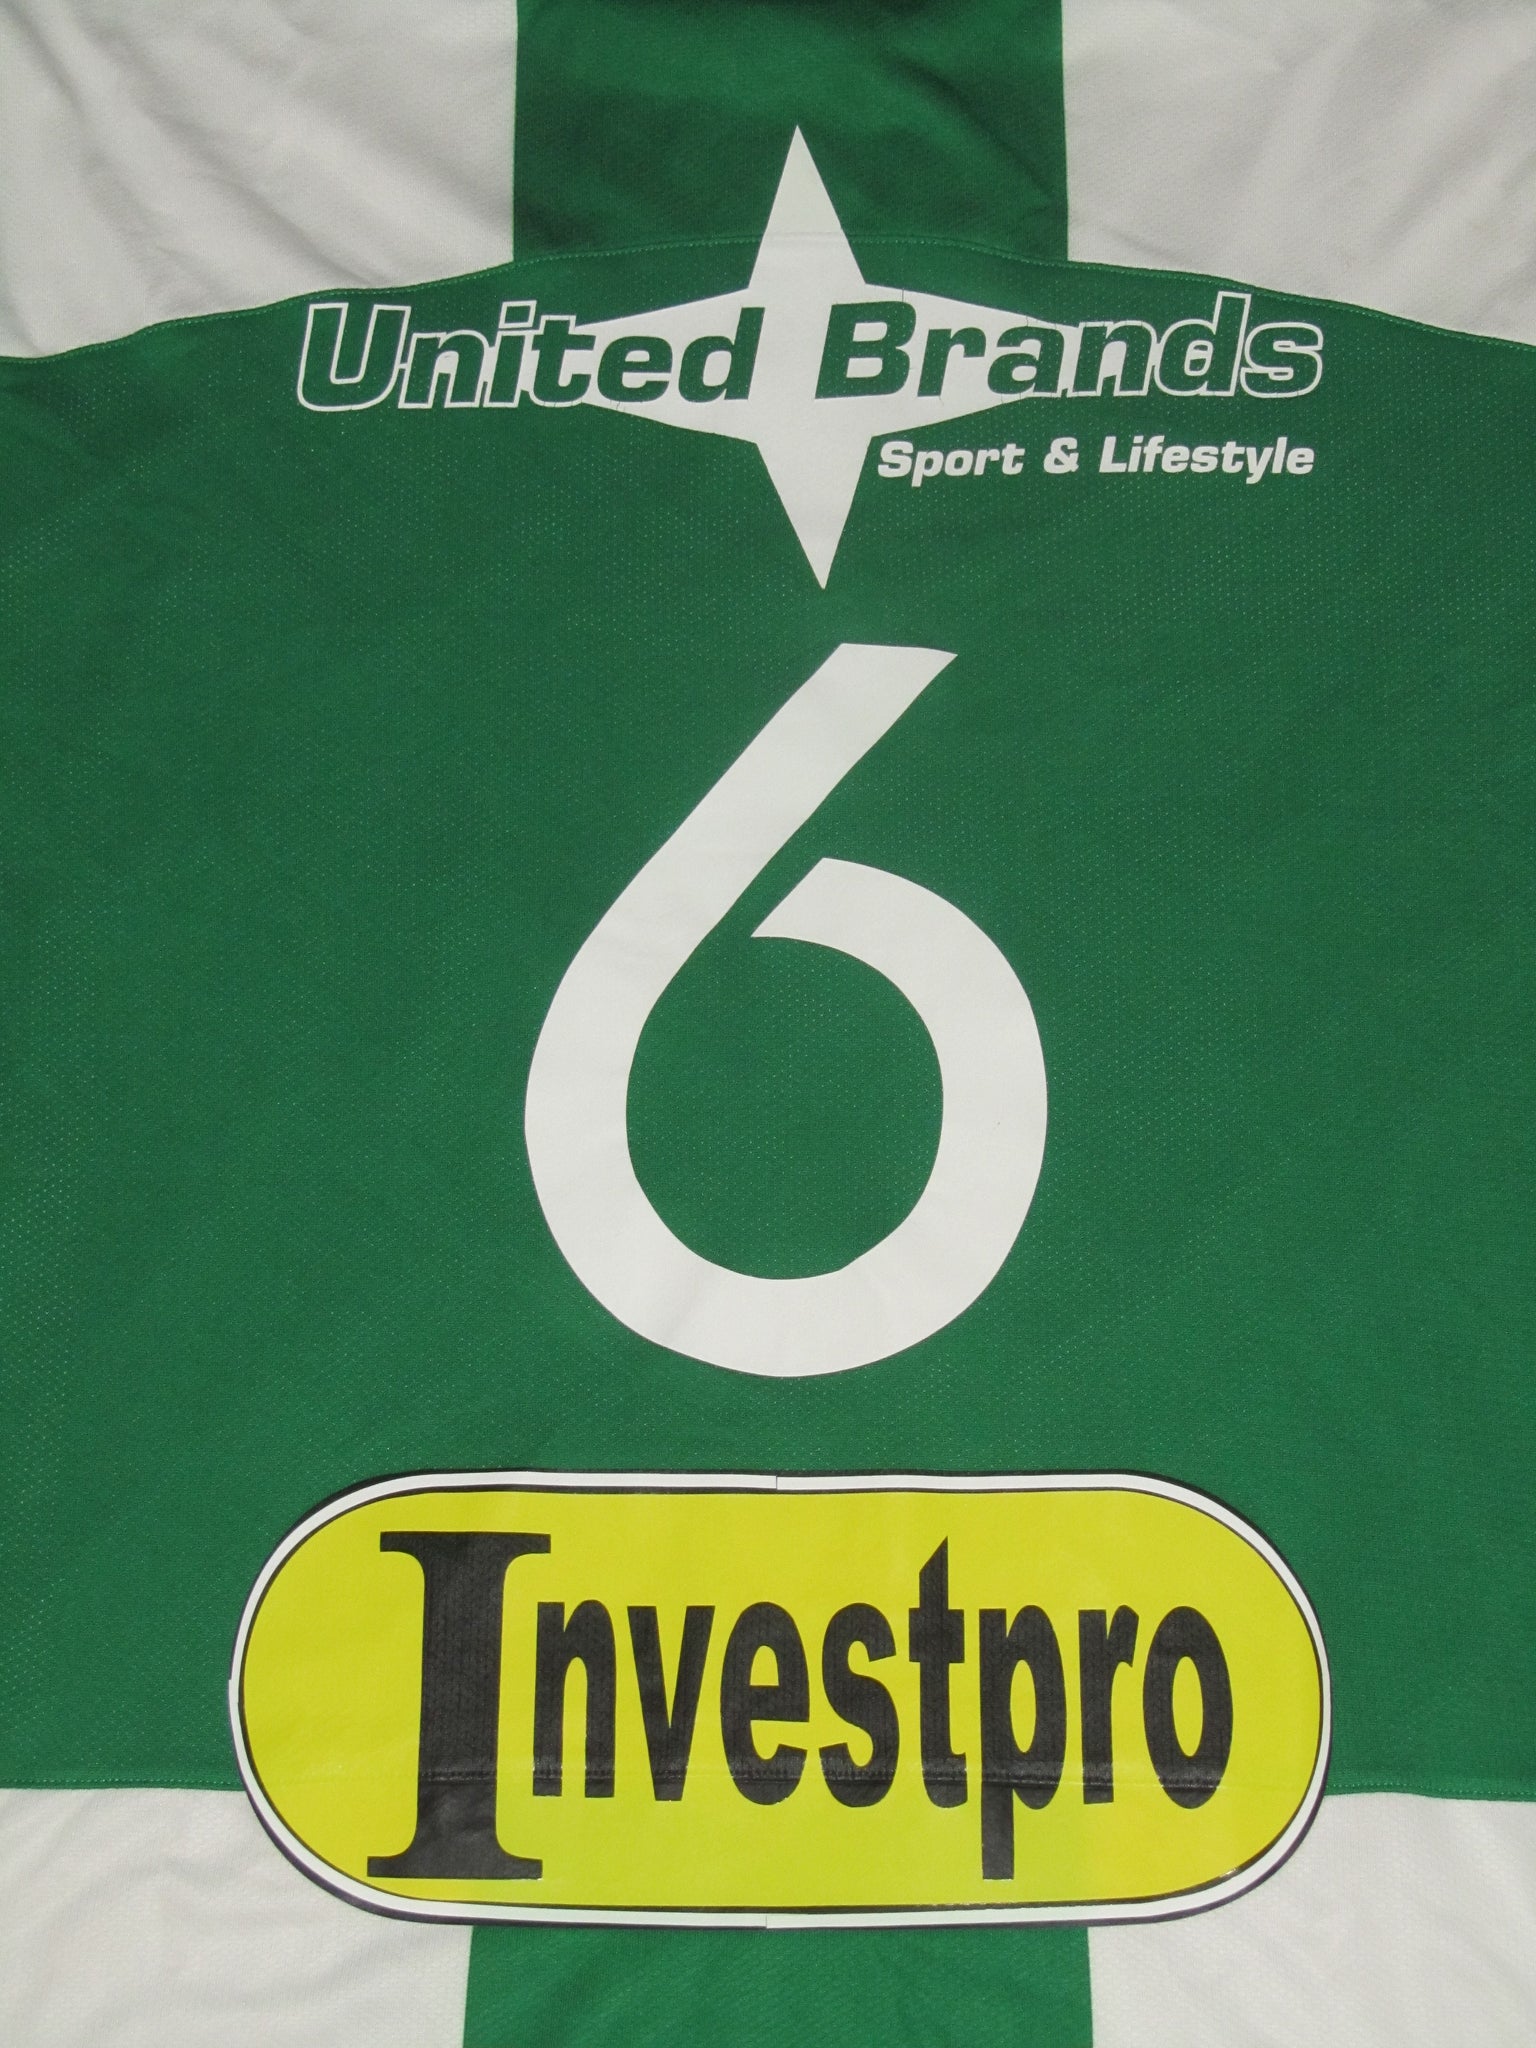 United Brands
Sport & Lifestyle
6
Investpro